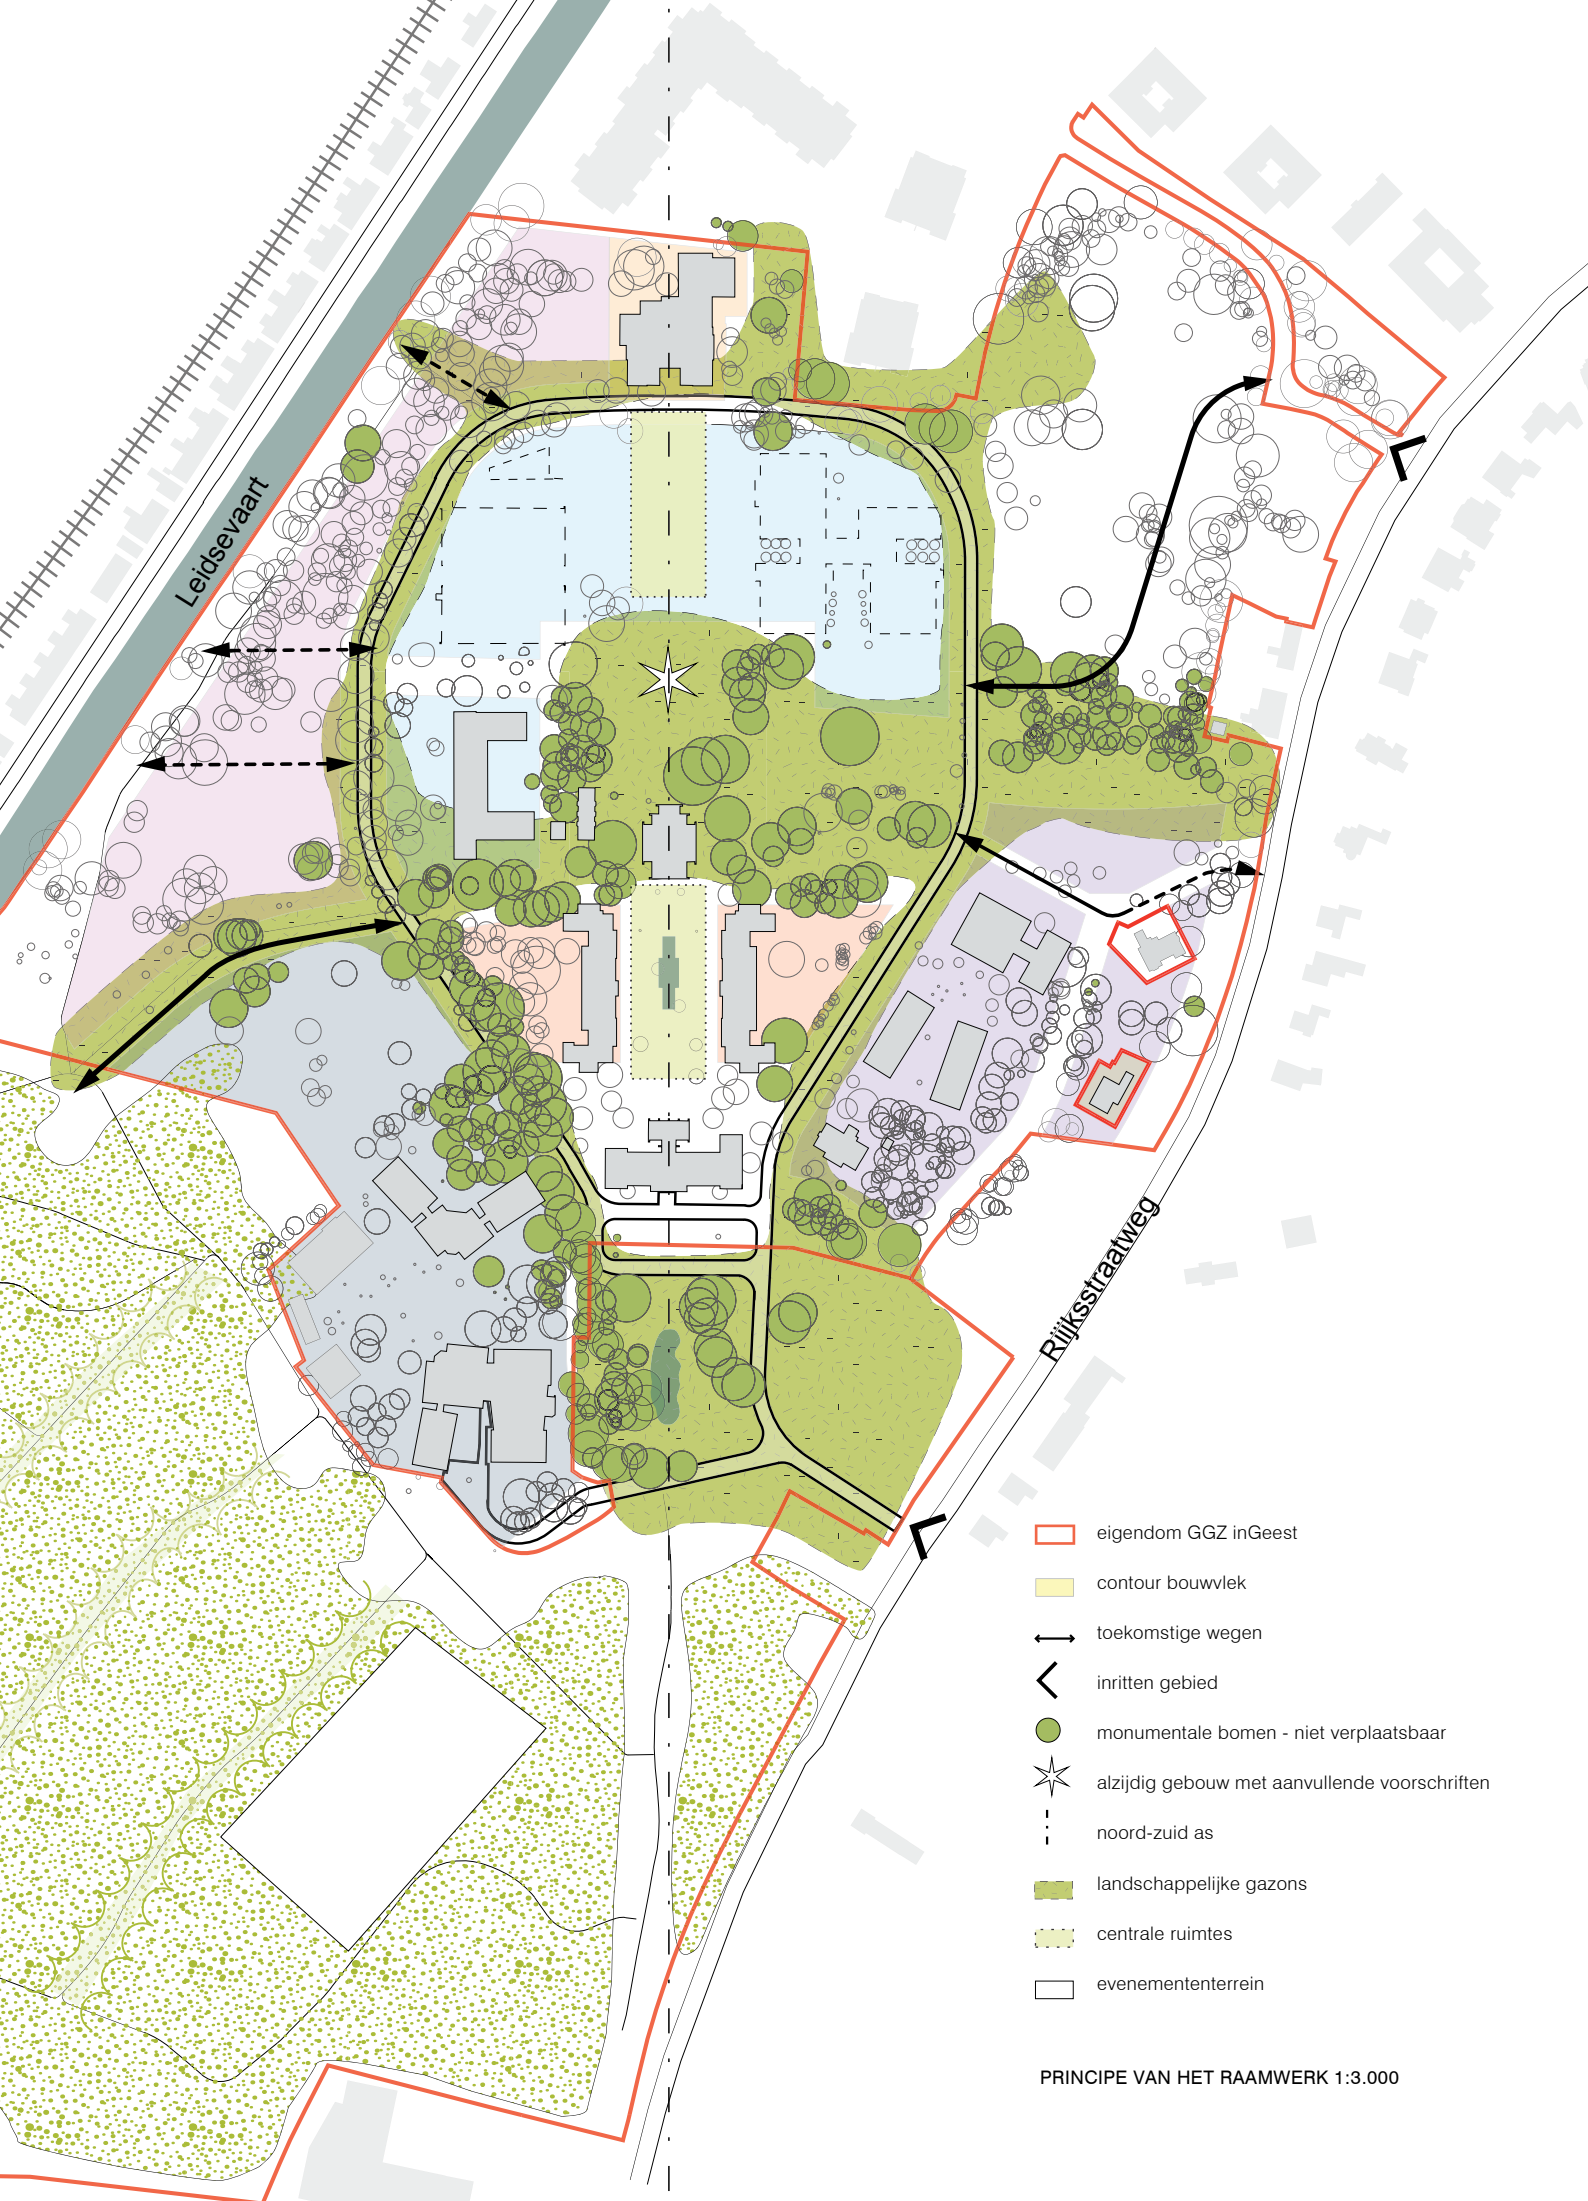 Leidsevaart
Rijksstraatweg
eigendom GGZ inGeest
contour bouwvlek
toekomstige wegen
inritten gebied
monumentale bomen - niet verplaatsbaar
alzijdig gebouw met aanvullende voorschriften
noord-zuid as
landschappelijke gazons
centrale ruimtes
evenemententerrein
PRINCIPE VAN HET RAAMWERK 1:3.000